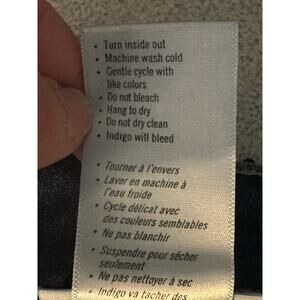 • Turn inside out
• Machine wash cold
• Gentle cycle with
like colors
• Do not bleach
• Hang to dry
• Do not dry clean
• Indigo will bleed
• Tourner à l'envers
• Laver en machine à
l'eau froide
• Cycle délicat avec
des couleurs semblables
• Ne pas blanchir
• Suspendre pour sécher
seulement
• Ne pas nettoyer à sec
• Indigo va tacher des